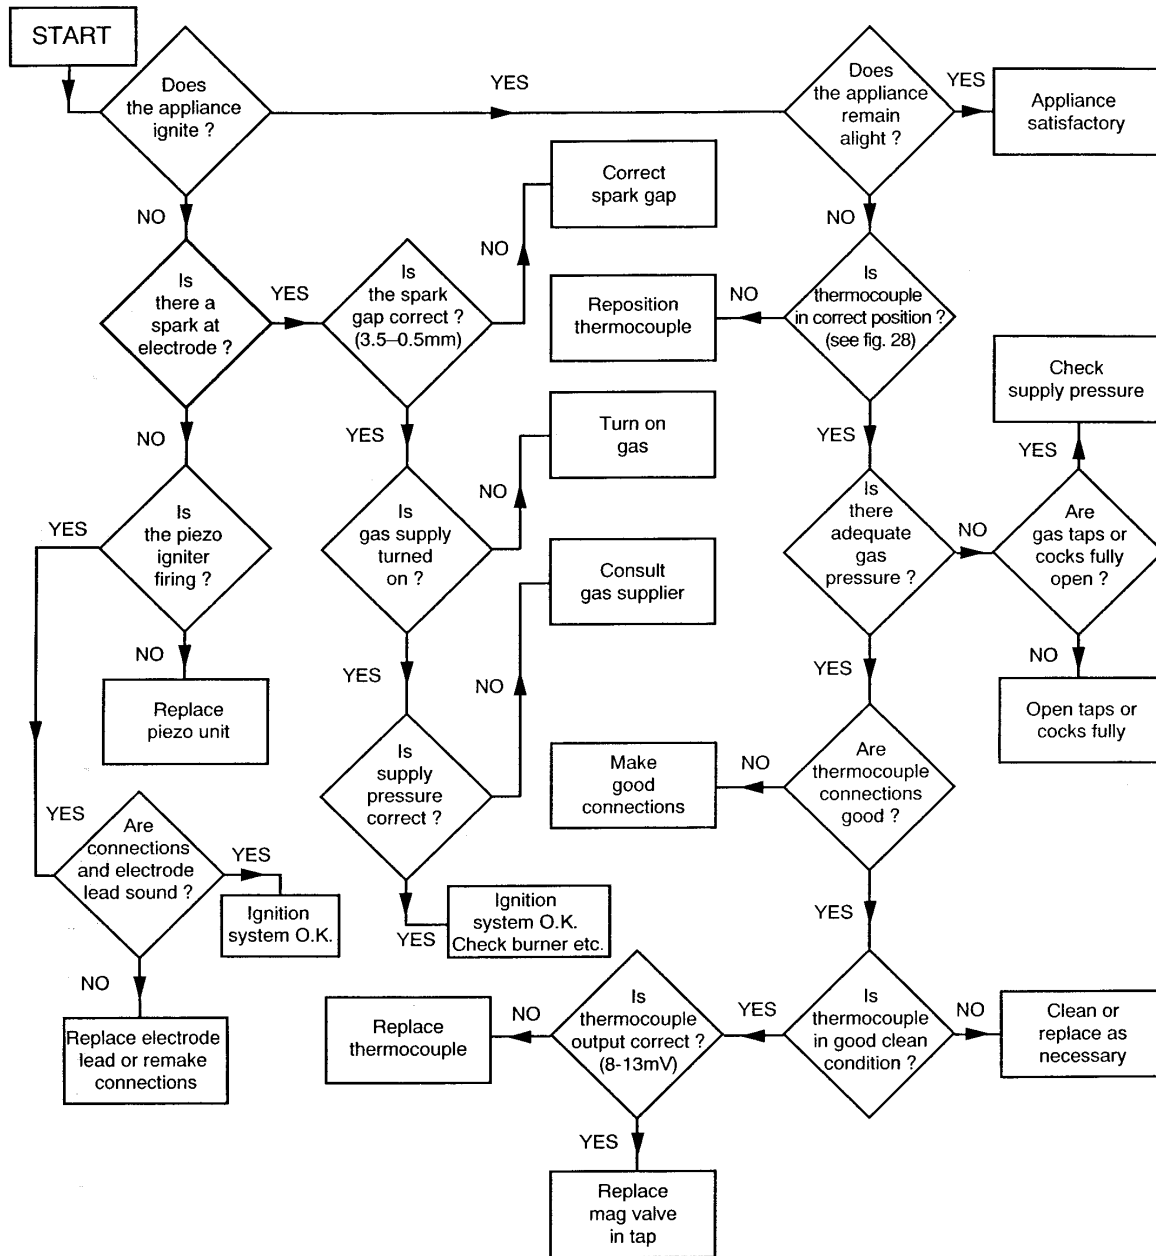 START
Does
the appliance
ignite ?
YES
Does
the appliance
remain
alight ?
YES
Appliance
satisfactory
NO
NO
Correct
spark gap
NO
Is
there a
spark at
electrode ?
YES
Is
the spark
gap correct ?
(3.5–0.5mm)
Reposition
thermocouple
NO
Is
thermocouple
in correct position ?
(see fig. 28)
Check
supply pressure
NO
YES
Turn on
gas
YES
YES
YES
Is
the piezo
igniter
firing ?
Is
gas supply
turned
on ?
NO
Is
there adequate
gas
pressure ?
NO
Are
gas taps or
cocks fully
open ?
Consult
gas supplier
NO
YES
NO
YES
NO
Replace
piezo unit
Is
supply
pressure
correct ?
Make
good
connections
NO
Are
thermocouple
connections
good ?
Open taps or
cocks fully
YES
Are
connections
and electrode
lead sound ?
YES
Ignition
system O.K.
YES
Ignition
system O.K.
Check burner etc.
YES
NO
Replace electrode
lead or remake
connections
Replace
thermocouple
NO
Is
thermocouple
output correct ?
(8-13mV)
YES
Is
thermocouple
in good clean
condition ?
NO
Clean or
replace as
necessary
YES
Replace
mag valve
in tap